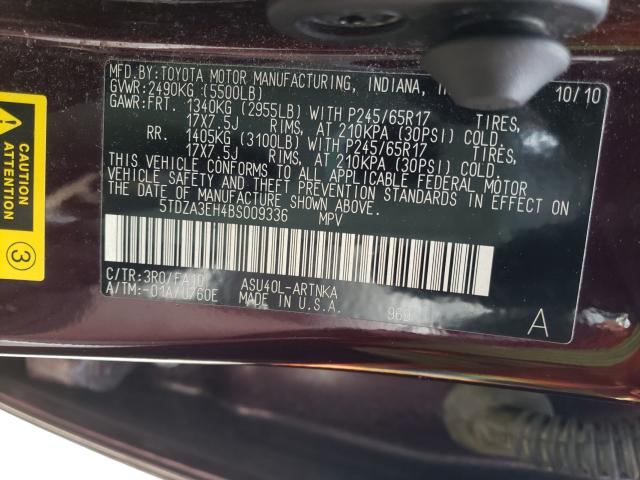 MFD.BY:TOYOTA MOTOR MANUFACTURING, INDIANA, 10/10
GVWR:2490KG (5500LB)
GAWR:FRT. 1340KG (2955LB) WITH P245/65R17 TIRES,
17X7.5J RIMS, AT 210KPA (30PSI) COLD.
RR. 1405KG (3100LB) WITH P245/65R17 TIRES,
17X7.5J RIMS, AT 210KPA (30PSI) COLD.
THIS VEHICLE CONFORMS TO ALL APPLICABLE FEDERAL MOTOR
VEHICLE SAFETY AND THEFT PREVENTION STANDARDS IN EFFECT ON
THE DATE OF MANUFACTURE SHOWN ABOVE.
5TDZA3EH4BS009336 MPV
C/TR:3R0/FA10 ASU40L-ARTNKA
A/TM:-01A/U760E MADE IN U.S.A. 960
A
CAUTION
ATTENTION
3